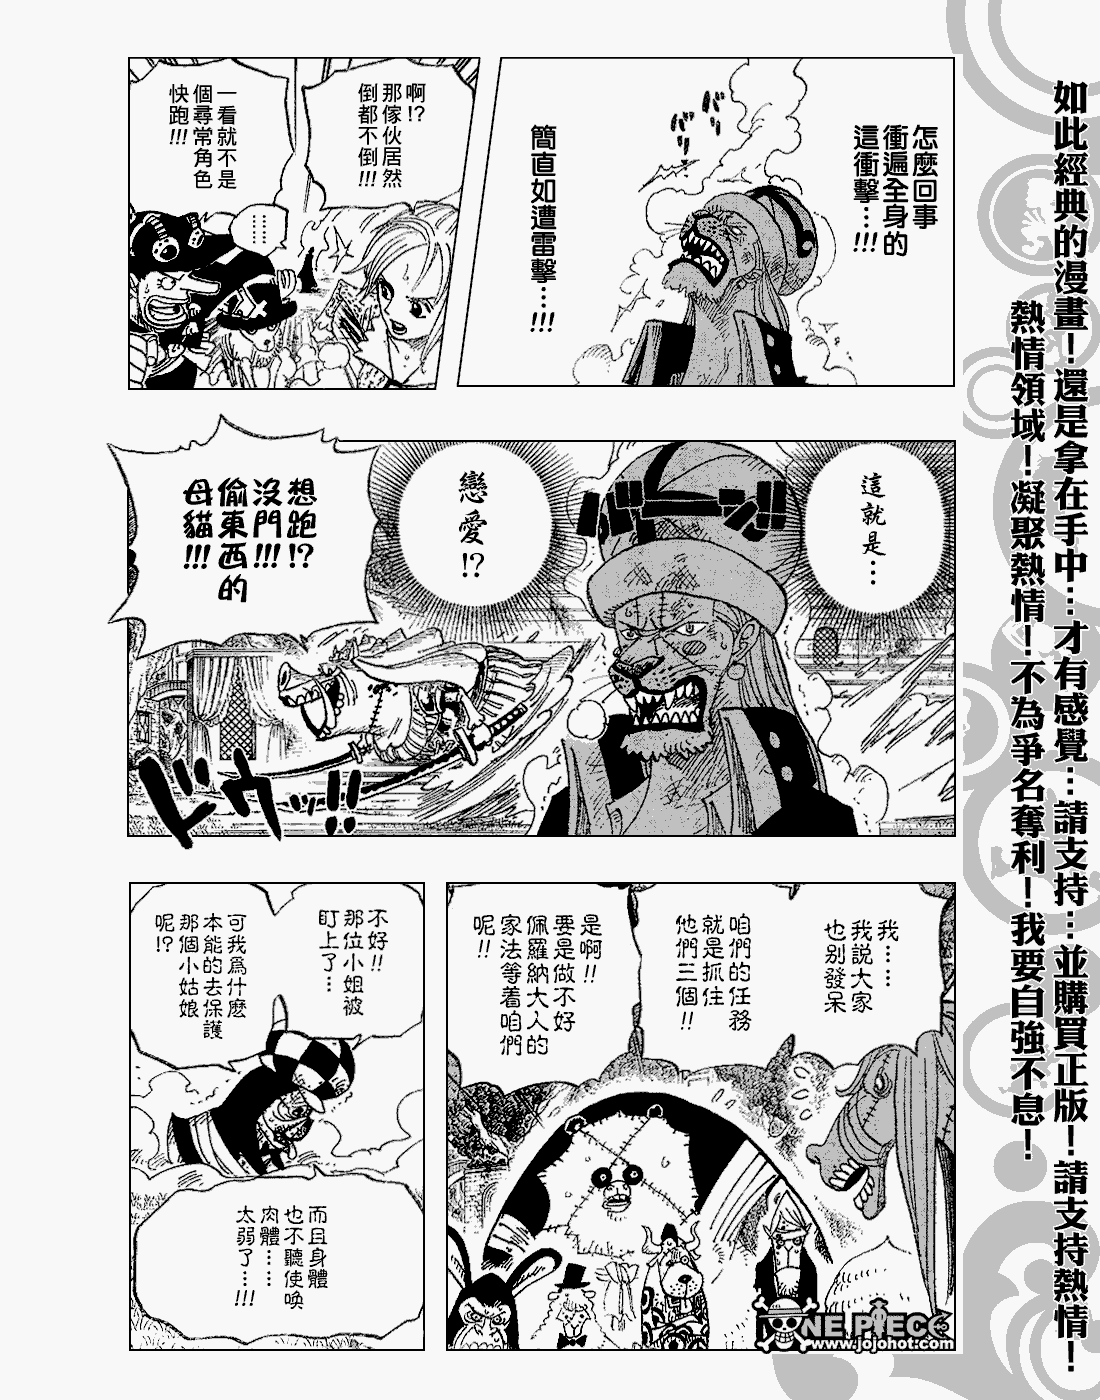 怎麼回事
衝遍全身的
這衝擊…!!!
バリ
バリ
簡直如遭雷擊…!!!
啊!?
那傢伙居然
倒都不倒!!!
一看就不是
個尋常角色
快跑!!!
……
這就是…
戀愛!?
想跑!?
沒門!!!
偷東西的
母貓!!!
ドウッ!!
我……
我說大家
也别發呆
咱們的任務
就是抓住
他們三個!!
是啊!!
要是做不好
佩羅納大人的
家法等着咱們
呢!!
不好!!
那位小姐被
盯上了…
可我爲什麽
本能的去保護
那個小姑娘
呢!?
而且身體
也不聽使喚
肉體……
太弱了…!!!
ONE PIECE
www.jojohot.com
如此經典的漫畫!還是拿在手中…才有感覺…請支持…並購買正版!請支持熱情!
熱情領域!凝聚熱情!不為爭名奪利!我要自強不息!